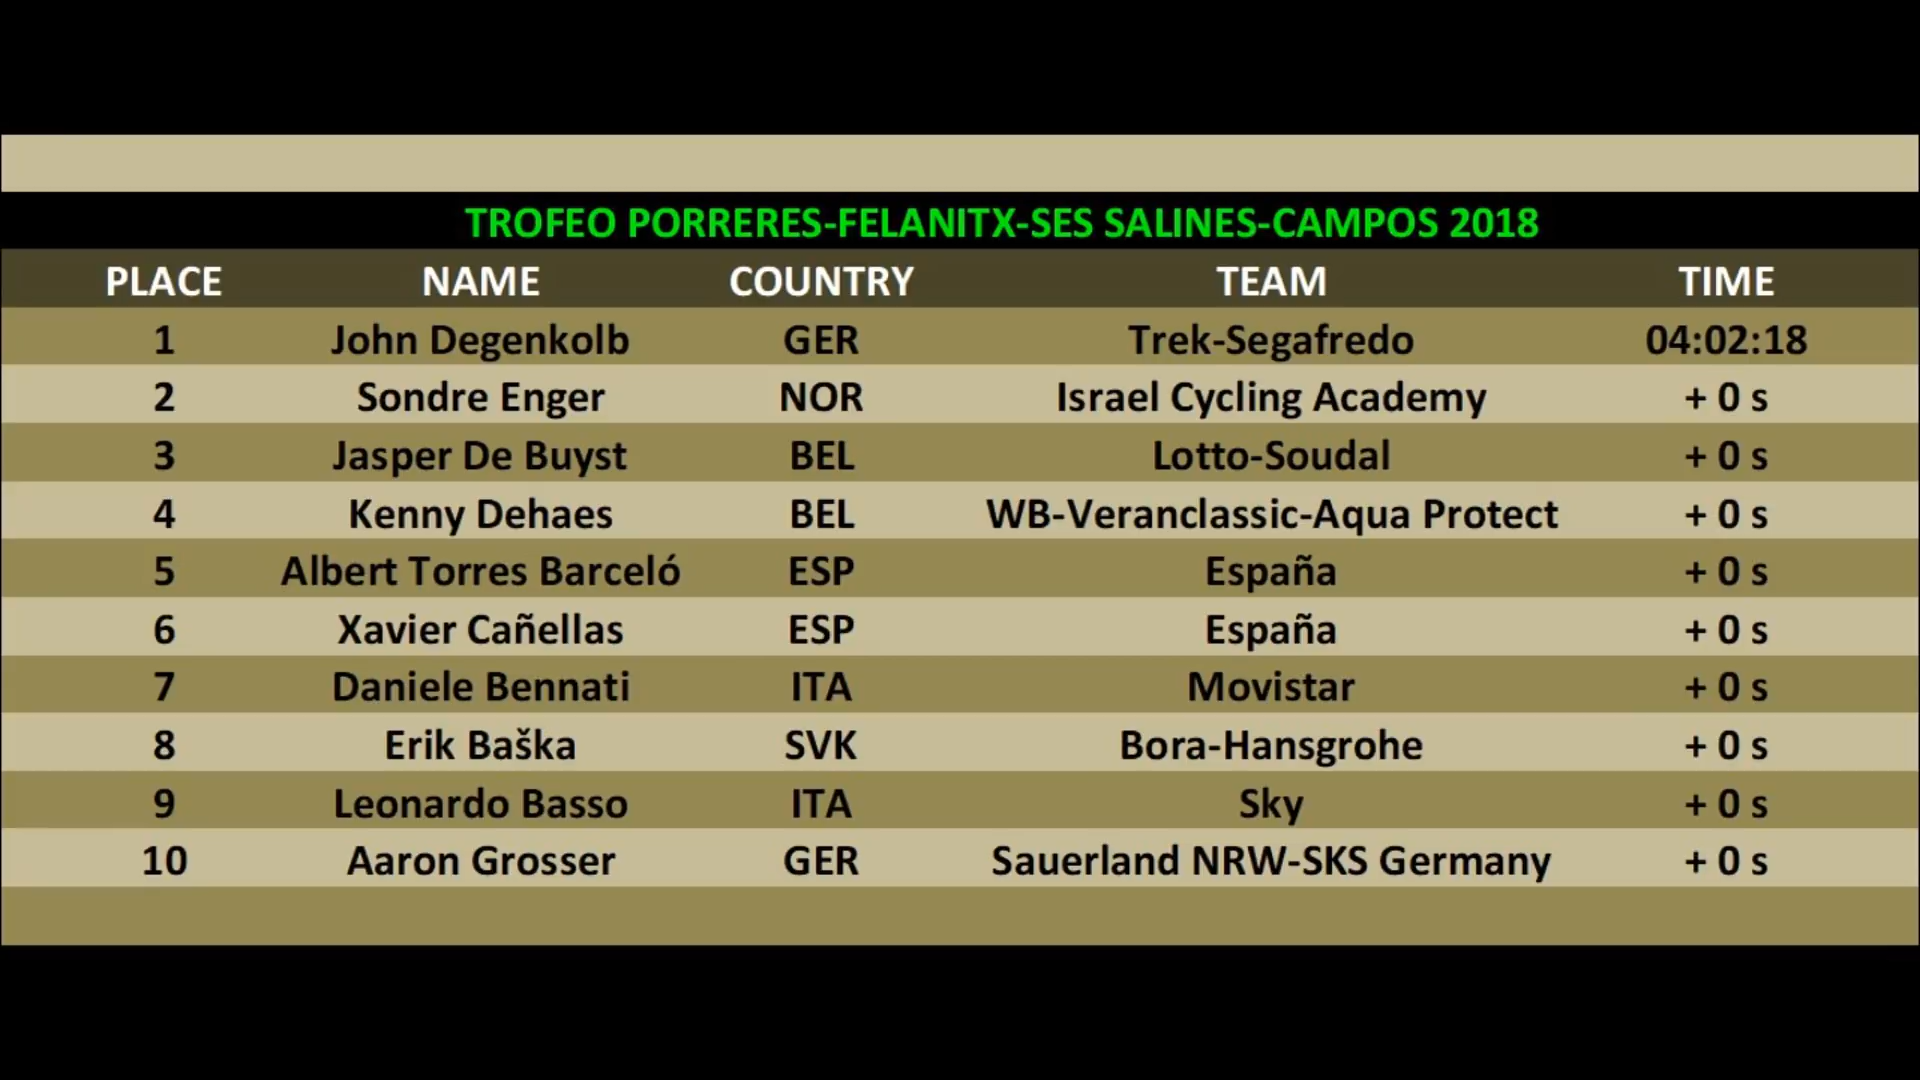 TROFEO PORRERES-FELANITX-SES SALINES-CAMPOS 2018
PLACE NAME COUNTRY TEAM TIME
1 John Degenkolb GER Trek-Segafredo 04:02:18
2 Sondre Enger NOR Israel Cycling Academy + 0 s
3 Jasper De Buyst BEL Lotto-Soudal + 0 s
4 Kenny Dehaes BEL WB-Veranclassic-Aqua Protect + 0 s
5 Albert Torres Barceló ESP España + 0 s
6 Xavier Cañellas ESP España + 0 s
7 Daniele Bennati ITA Movistar + 0 s
8 Erik Baška SVK Bora-Hansgrohe + 0 s
9 Leonardo Basso ITA Sky + 0 s
10 Aaron Grosser GER Sauerland NRW-SKS Germany + 0 s